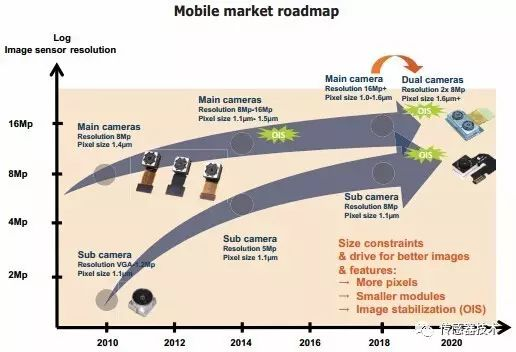 Mobile market roadmap
Log
Image sensor resolution
16Mp
8Mp
4Mp
2Mp
Main cameras
Resolution 8Mp
Pixel size 1.4μm
Main cameras
Resolution 8Mp-16Mp
Pixel size 1.1μm- 1.5μm
OIS
Main camera
Resolution 16Mp+
Pixel size 1.0-1.6μm
Dual cameras
Resolution 2x 8Mp
Pixel size 1.6μm+
OIS
OIS
Sub camera
Resolution VGA-1.2Mp
Pixel size 1.1μm
Sub camera
Resolution 5Mp
Pixel size 1.1μm
Sub camera
Resolution 8Mp
Pixel size 1.1μm
Size constraints
& drive for better images
& features:
→ More pixels
→ Smaller modules
→ Image stabilization (OIS)
传感器技术
2010
2012
2014
2016
2018
2020